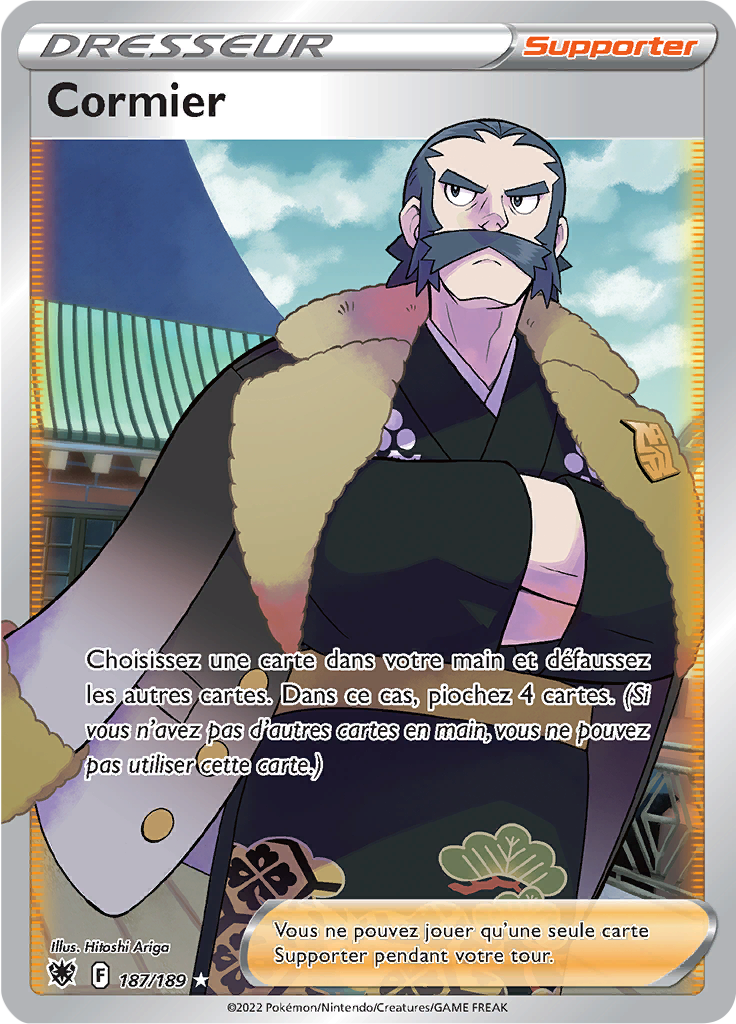 DRESSEUR
Supporter
Cormier
Choisissez une carte dans votre main et défaussez
les autres cartes. Dans ce cas, piochez 4 cartes. (Si
vous n'avez pas d'autres cartes en main, vous ne pouvez
pas utiliser cette carte.)
Vous ne pouvez jouer qu'une seule carte
Supporter pendant votre tour.
Illus. Hitoshi Ariga
F 187/189 ★
©2022 Pokémon/Nintendo/Creatures/GAME FREAK